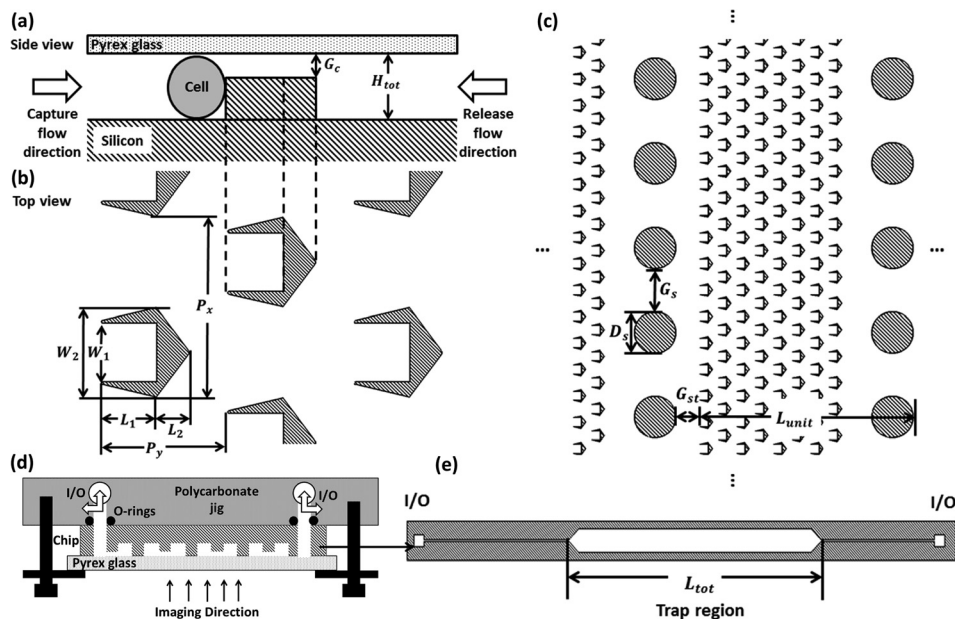 (a)
Side view
Pyrex glass
G_c
H_tot
Cell
Capture
flow
direction
Release
flow
direction
Silicon
(b)
Top view
P_x
W_2 W_1
L_1 L_2
P_y
(c)
...
...
...
G_s
D_s
G_st
L_unit
...
(d)
I/O
Polycarbonate
jig
I/O
O-rings
Chip
Pyrex glass
Imaging Direction
(e)
I/O
I/O
L_tot
Trap region